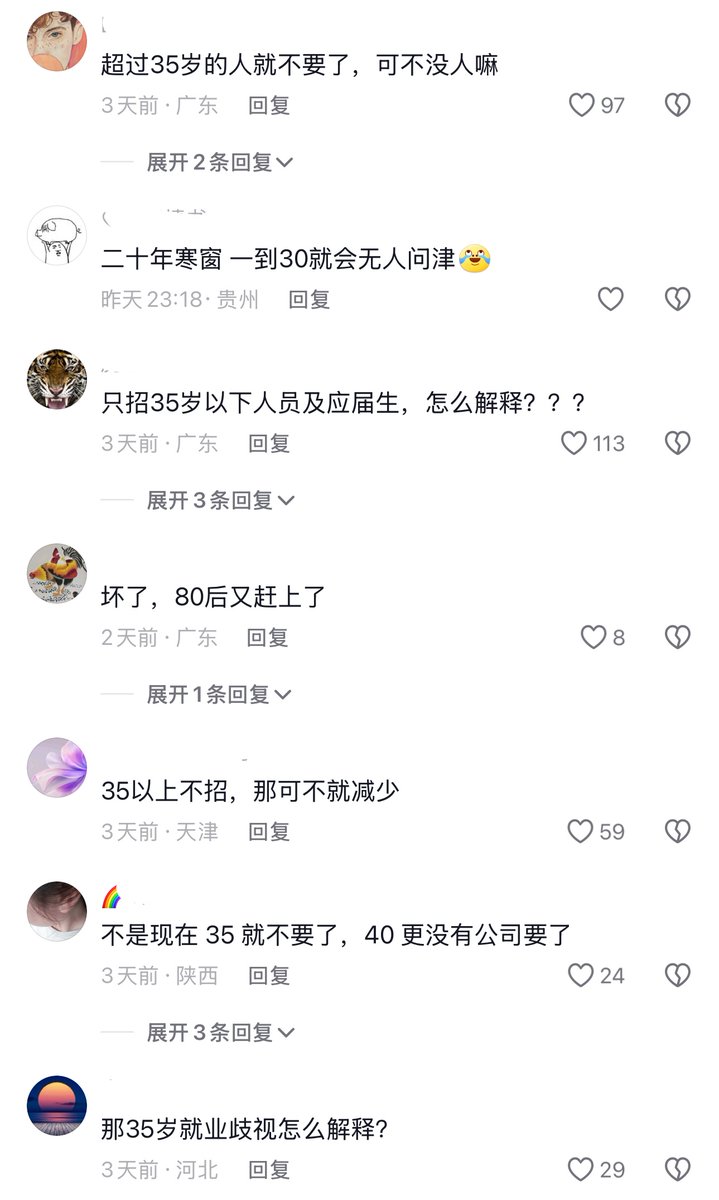 超过35岁的人就不要了，可不没人嘛
3天前·广东 回复 97
展开2条回复
二十年寒窗 一到30就会无人问津
昨天23:18·贵州 回复
只招35岁以下人员及应届生，怎么解释？？？
3天前·广东 回复 113
展开3条回复
坏了，80后又赶上了
2天前·广东 回复 8
展开1条回复
35以上不招，那可不就减少
3天前·天津 回复 59
不是现在 35 就不要了，40 更没有公司要了
3天前·陕西 回复 24
展开3条回复
那35岁就业歧视怎么解释？
3天前·河北 回复 29